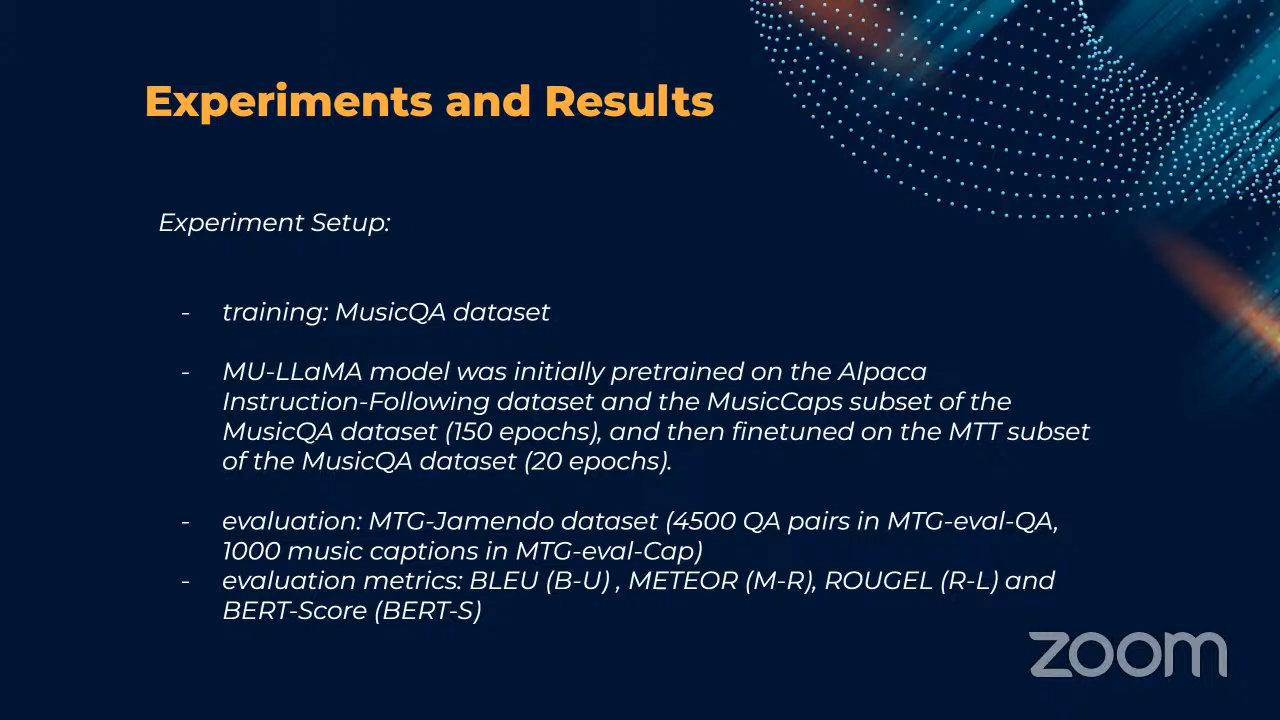 Experiments and Results
Experiment Setup:
- training: MusicQA dataset
- MU-LLaMA model was initially pretrained on the Alpaca
Instruction-Following dataset and the MusicCaps subset of the
MusicQA dataset (150 epochs), and then finetuned on the MTT subset
of the MusicQA dataset (20 epochs).
- evaluation: MTG-Jamendo dataset (4500 QA pairs in MTG-eval-QA,
1000 music captions in MTG-eval-Cap)
- evaluation metrics: BLEU (B-U) , METEOR (M-R), ROUGEL (R-L) and
BERT-Score (BERT-S)
zoom